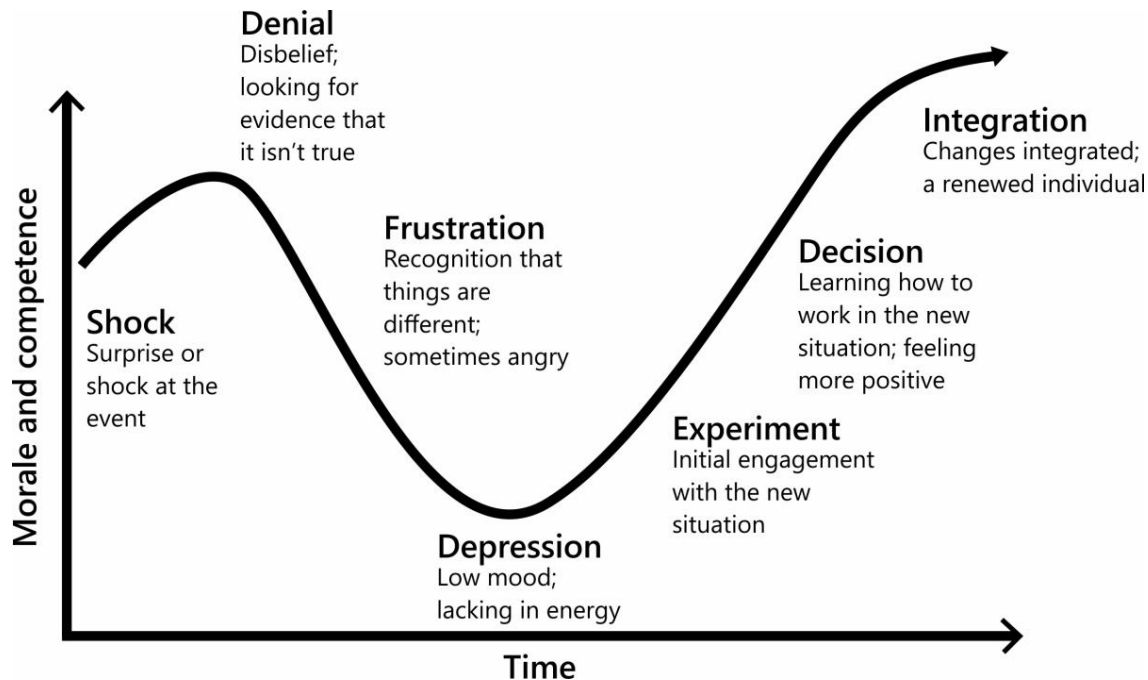 Denial
Disbelief;
looking for
evidence that
it isn't true
Integration
Changes integrated;
a renewed individual
Frustration
Recognition that
things are
different;
sometimes angry
Decision
Learning how to
work in the new
situation; feeling
more positive
Shock
Surprise or
shock at the
event
Experiment
Initial engagement
with the new
situation
Depression
Low mood;
lacking in energy
Morale and competence
Time